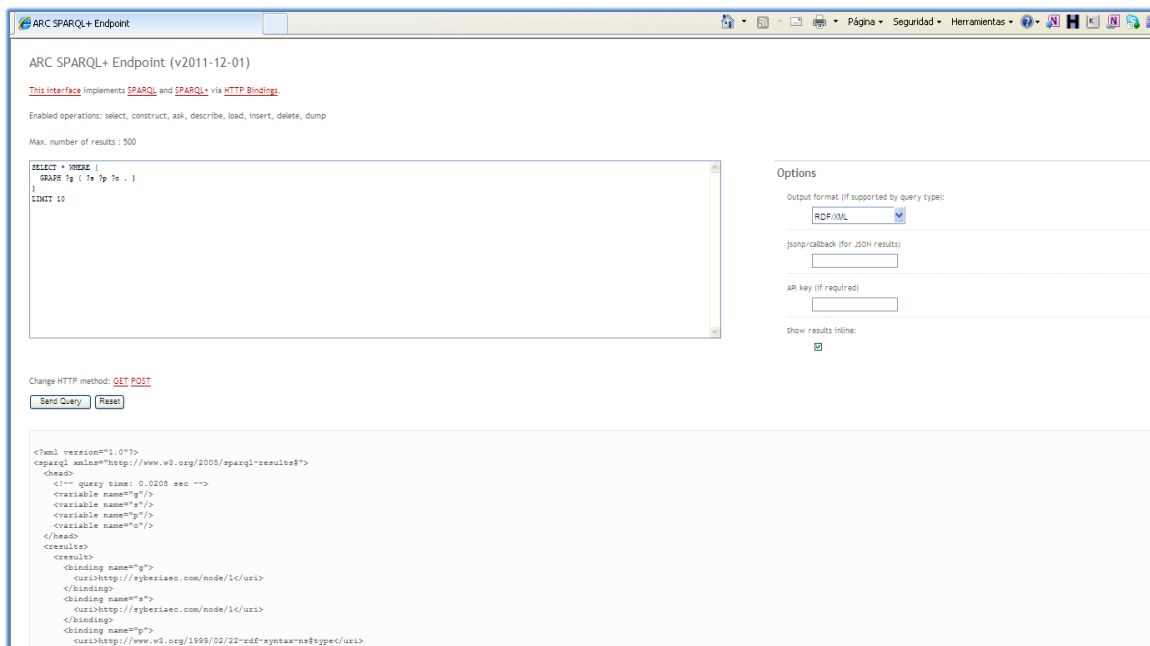 ARC SPARQL+ Endpoint
Página Seguridad Herramientas
ARC SPARQL+ Endpoint (v2011-12-01)
This interface implements SPARQL and SPARQL+ via HTTP Bindings.
Enabled operations: select, construct, ask, describe, load, insert, delete, dump
Max. number of results : 500
SELECT * WHERE {
GRAPH ?g { ?s ?p ?o . }
}
LIMIT 10
Options
Output format (if supported by query type):
RDF/XML
jsonp/callback (for JSON results)
API key (if required)
Show results inline:
Change HTTP method: GET POST
Send Query Reset
<?xml version="1.0"?>
<sparql xmlns="http://www.w3.org/2005/sparql-results#">
<head>
<!-- query time: 0.0208 sec -->
<variable name="g"/>
<variable name="s"/>
<variable name="p"/>
<variable name="o"/>
</head>
<results>
<result>
<binding name="g">
<uri>http://syberiaec.com/node/1</uri>
</binding>
<binding name="s">
<uri>http://syberiaec.com/node/1</uri>
</binding>
<binding name="p">
<uri>http://www.w3.org/1999/02/22-rdf-syntax-ns#type</uri>